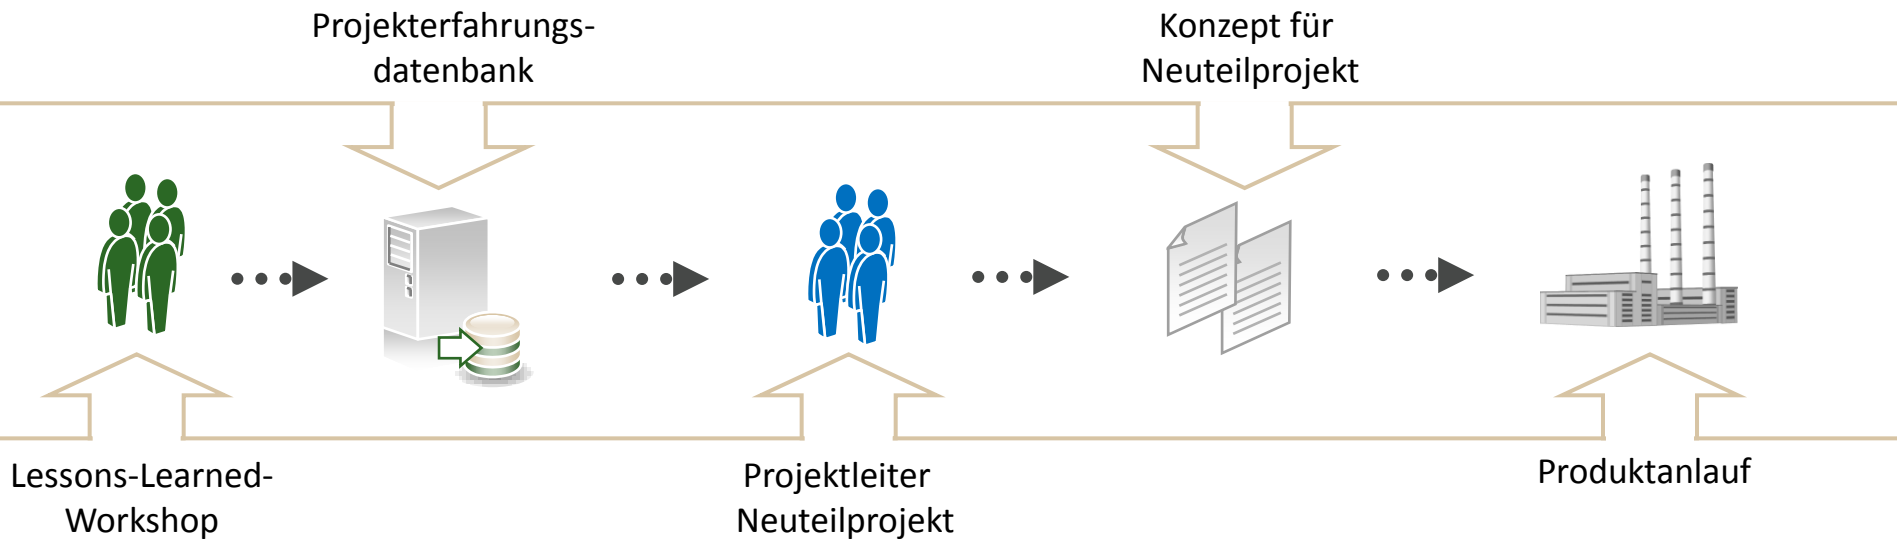 Projekterfahrungs-
datenbank
Konzept für
Neuteilprojekt
Lessons-Learned-
Workshop
Projektleiter
Neuteilprojekt
Produktanlauf